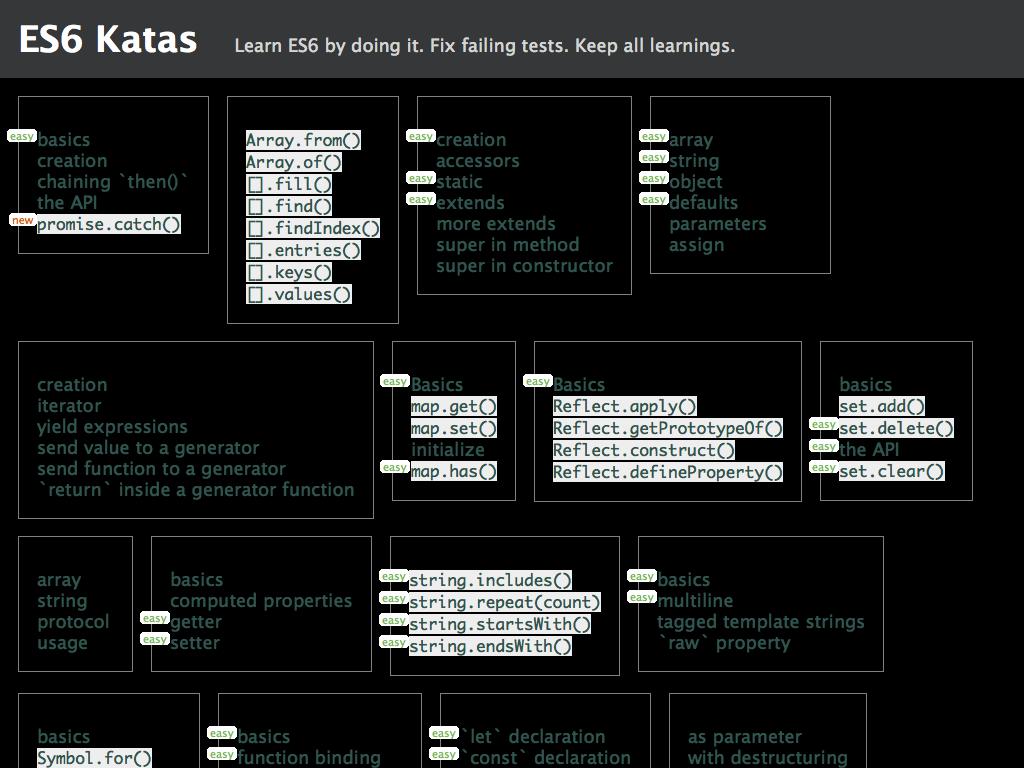 ES6 Katas
Learn ES6 by doing it. Fix failing tests. Keep all learnings.
easy basics
creation
chaining `then()`
the API
new promise.catch()
Array.from()
Array.of()
[].fill()
[].find()
[].findIndex()
[].entries()
[].keys()
[].values()
easy creation
accessors
easy static
easy extends
more extends
super in method
super in constructor
easy array
easy string
easy object
easy defaults
parameters
assign
creation
iterator
yield expressions
send value to a generator
send function to a generator
`return` inside a generator function
easy Basics
map.get()
map.set()
initialize
easy map.has()
easy Basics
Reflect.apply()
Reflect.getPrototypeOf()
Reflect.construct()
Reflect.defineProperty()
basics
set.add()
easy set.delete()
easy the API
easy set.clear()
array
string
protocol
usage
basics
computed properties
easy getter
easy setter
easy string.includes()
easy string.repeat(count)
easy string.startsWith()
easy string.endsWith()
easy basics
easy multiline
tagged template strings
`raw` property
basics
Symbol.for()
easy basics
easy function binding
easy `let` declaration
easy `const` declaration
as parameter
with destructuring